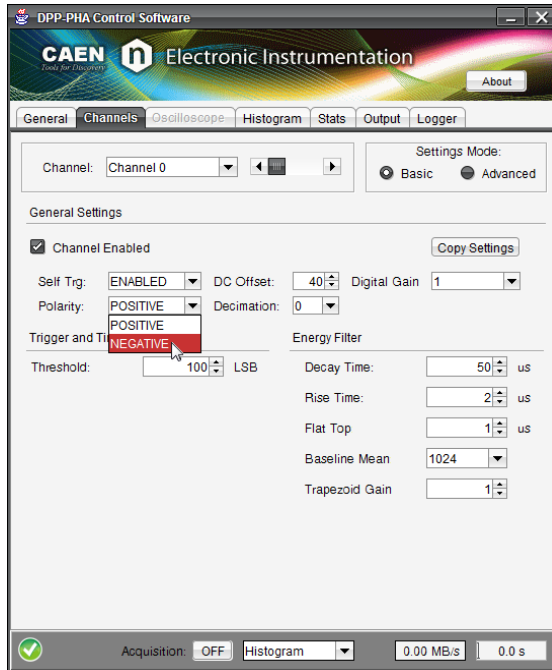 DPP-PHA Control Software
CAEN n Electronic Instrumentation
Tools for Discovery
About
General Channels Oscilloscope Histogram Stats Output Logger
Channel: Channel 0
Settings Mode:
Basic Advanced
General Settings
Channel Enabled Copy Settings
Self Trg: ENABLED DC Offset: 40 Digital Gain 1
Polarity: POSITIVE Decimation: 0
POSITIVE
NEGATIVE
Trigger and Ti Energy Filter
Threshold: 100 LSB Decay Time: 50 us
Rise Time: 2 us
Flat Top 1 us
Baseline Mean 1024
Trapezoid Gain 1
Acquisition: OFF Histogram 0.00 MB/s 0.0 s